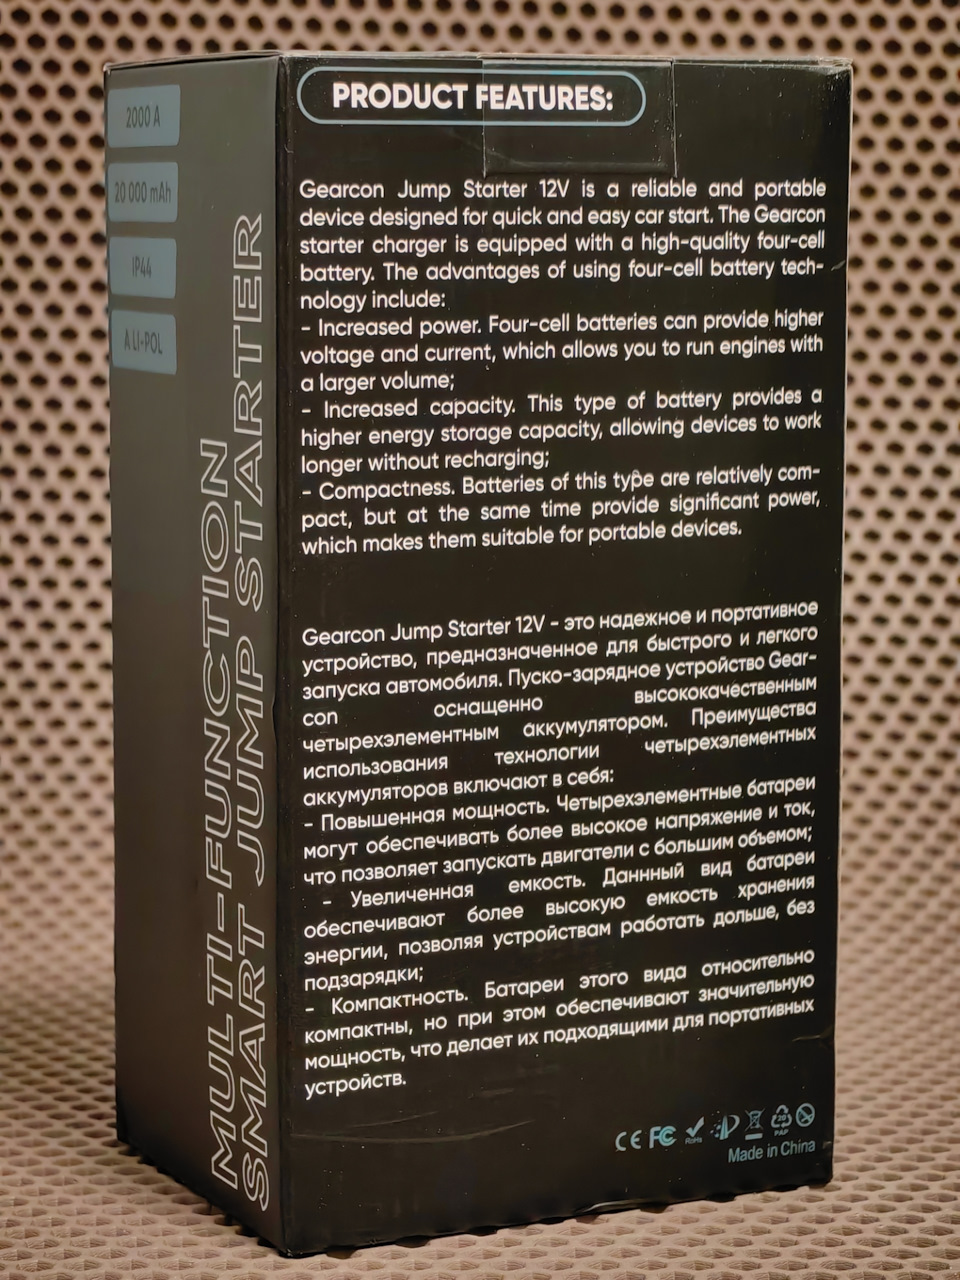 2000 A
20 000 mAh
IP44
A LI-POL
MULTI-FUNCTION
SMART JUMP STARTER
PRODUCT FEATURES:
Gearcon Jump Starter 12V is a reliable and portable
device designed for quick and easy car start. The Gearcon
starter charger is equipped with a high-quality four-cell
battery. The advantages of using four-cell battery tech-
nology include:
- Increased power. Four-cell batteries can provide higher
voltage and current, which allows you to run engines with
a larger volume;
- Increased capacity. This type of battery provides a
higher energy storage capacity, allowing devices to work
longer without recharging;
- Compactness. Batteries of this type are relatively com-
pact, but at the same time provide significant power,
which makes them suitable for portable devices.
Gearcon Jump Starter 12V - это надежное и портативное
устройство, предназначенное для быстрого и легкого
запуска автомобиля. Пуско-зарядное устройство Gear-
con оснащенно высококачественным
четырехэлементным аккумулятором. Преимущества
использования технологии четырехэлементных
аккумуляторов включают в себя:
- Повышенная мощность. Четырехэлементные батареи
могут обеспечивать более высокое напряжение и ток,
что позволяет запускать двигатели с большим объемом;
- Увеличенная емкость. Даннный вид батареи
обеспечивают более высокую емкость хранения
энергии, позволяя устройствам работать дольше, без
подзарядки;
- Компактность. Батареи этого вида относительно
компактны, но при этом обеспечивают значительную
мощность, что делает их подходящими для портативных
устройств.
CE FC RoHS 20 PAP
Made in China